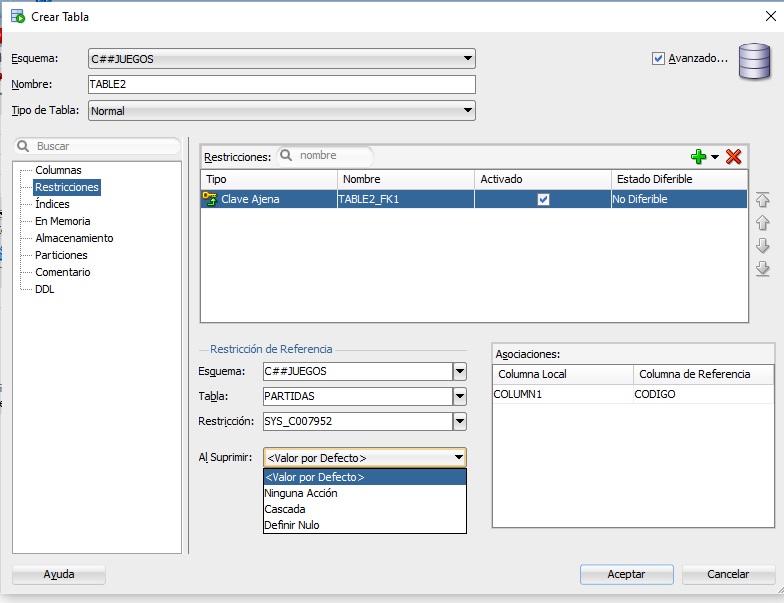 Crear Tabla
Esquema: C##JUEGOS Avanzado...
Nombre: TABLE2
Tipo de Tabla: Normal
Buscar
Columnas
Restricciones
Índices
En Memoria
Almacenamiento
Particiones
Comentario
DDL
Restricciones: nombre
Tipo Nombre Activado Estado Diferible
Clave Ajena TABLE2_FK1 No Diferible
Restricción de Referencia
Esquema: C##JUEGOS
Tabla: PARTIDAS
Restricción: SYS_C007952
Al Suprimir: <Valor por Defecto>
<Valor por Defecto>
Ninguna Acción
Cascada
Definir Nulo
Asociaciones:
Columna Local Columna de Referencia
COLUMN1 CODIGO
Ayuda Aceptar Cancelar